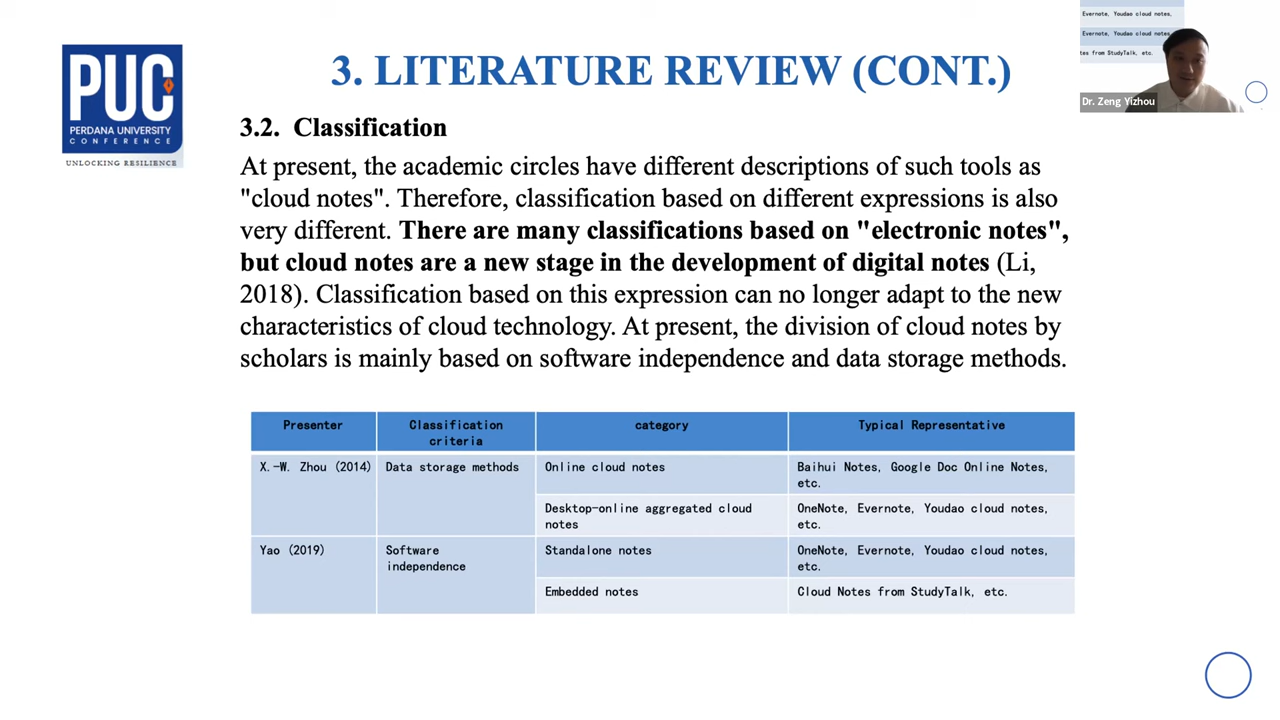 PUC
PERDANA UNIVERSITY
CONFERENCE
UNLOCKING RESILIENCE
3. LITERATURE REVIEW (CONT.)
Evernote, Youdao cloud notes,
Evernote, Youdao cloud notes,
tes from StudyTalk, etc.
Dr. Zeng Yizhou
3.2. Classification
At present, the academic circles have different descriptions of such tools as
"cloud notes". Therefore, classification based on different expressions is also
very different. There are many classifications based on "electronic notes",
but cloud notes are a new stage in the development of digital notes (Li,
2018). Classification based on this expression can no longer adapt to the new
characteristics of cloud technology. At present, the division of cloud notes by
scholars is mainly based on software independence and data storage methods.
Presenter
Classification
criteria
category
Typical Representative
X.-W. Zhou (2014)
Data storage methods
Online cloud notes
Baihui Notes, Google Doc Online Notes,
etc.
Desktop-online aggregated cloud
notes
OneNote, Evernote, Youdao cloud notes,
etc.
Yao (2019)
Software
independence
Standalone notes
OneNote, Evernote, Youdao cloud notes,
etc.
Embedded notes
Cloud Notes from StudyTalk, etc.